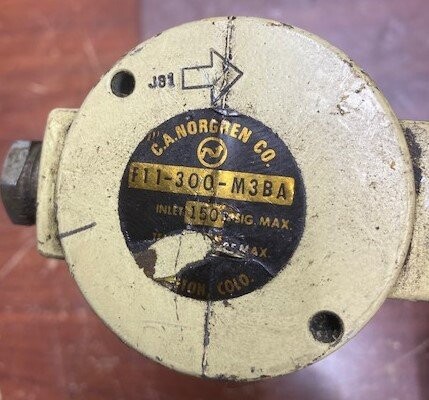 J81
C.A.NORGREN CO.
N
F11-300-M3BA
INLET 150 PSIG. MAX.
MAX.
COLO.